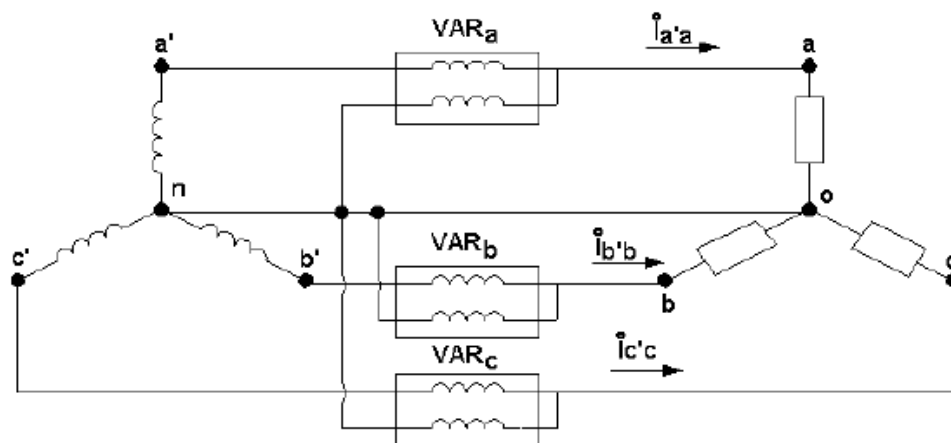 VARa
i̊a'a
a'
a
n
o
VARb
i̊b'b
c'
b'
b
c
VARc
i̊c'c